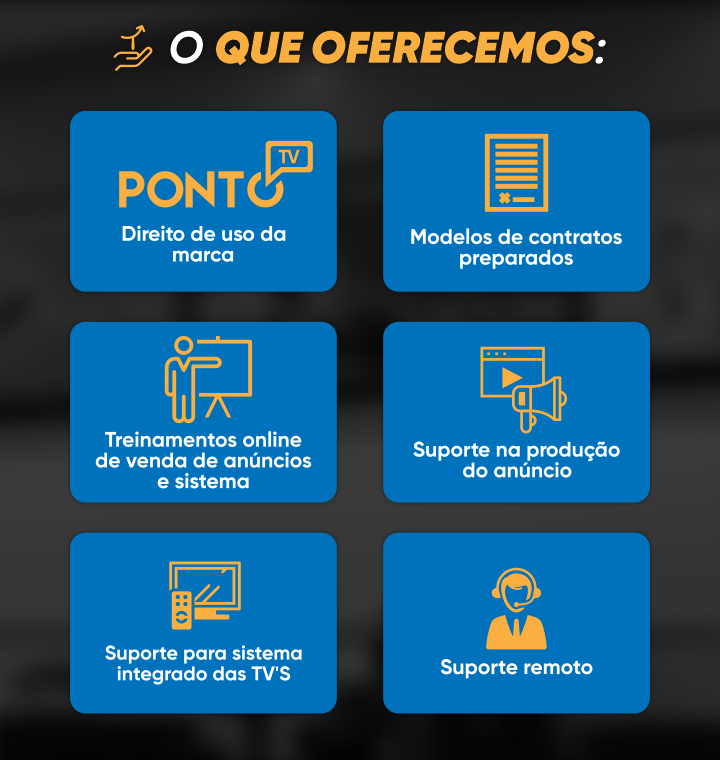 O QUE OFERECEMOS:
PONTO TV
Direito de uso da
marca
Modelos de contratos
preparados
Treinamentos online
de venda de anúncios
e sistema
Suporte na produção
do anúncio
Suporte para sistema
integrado das TV'S
Suporte remoto